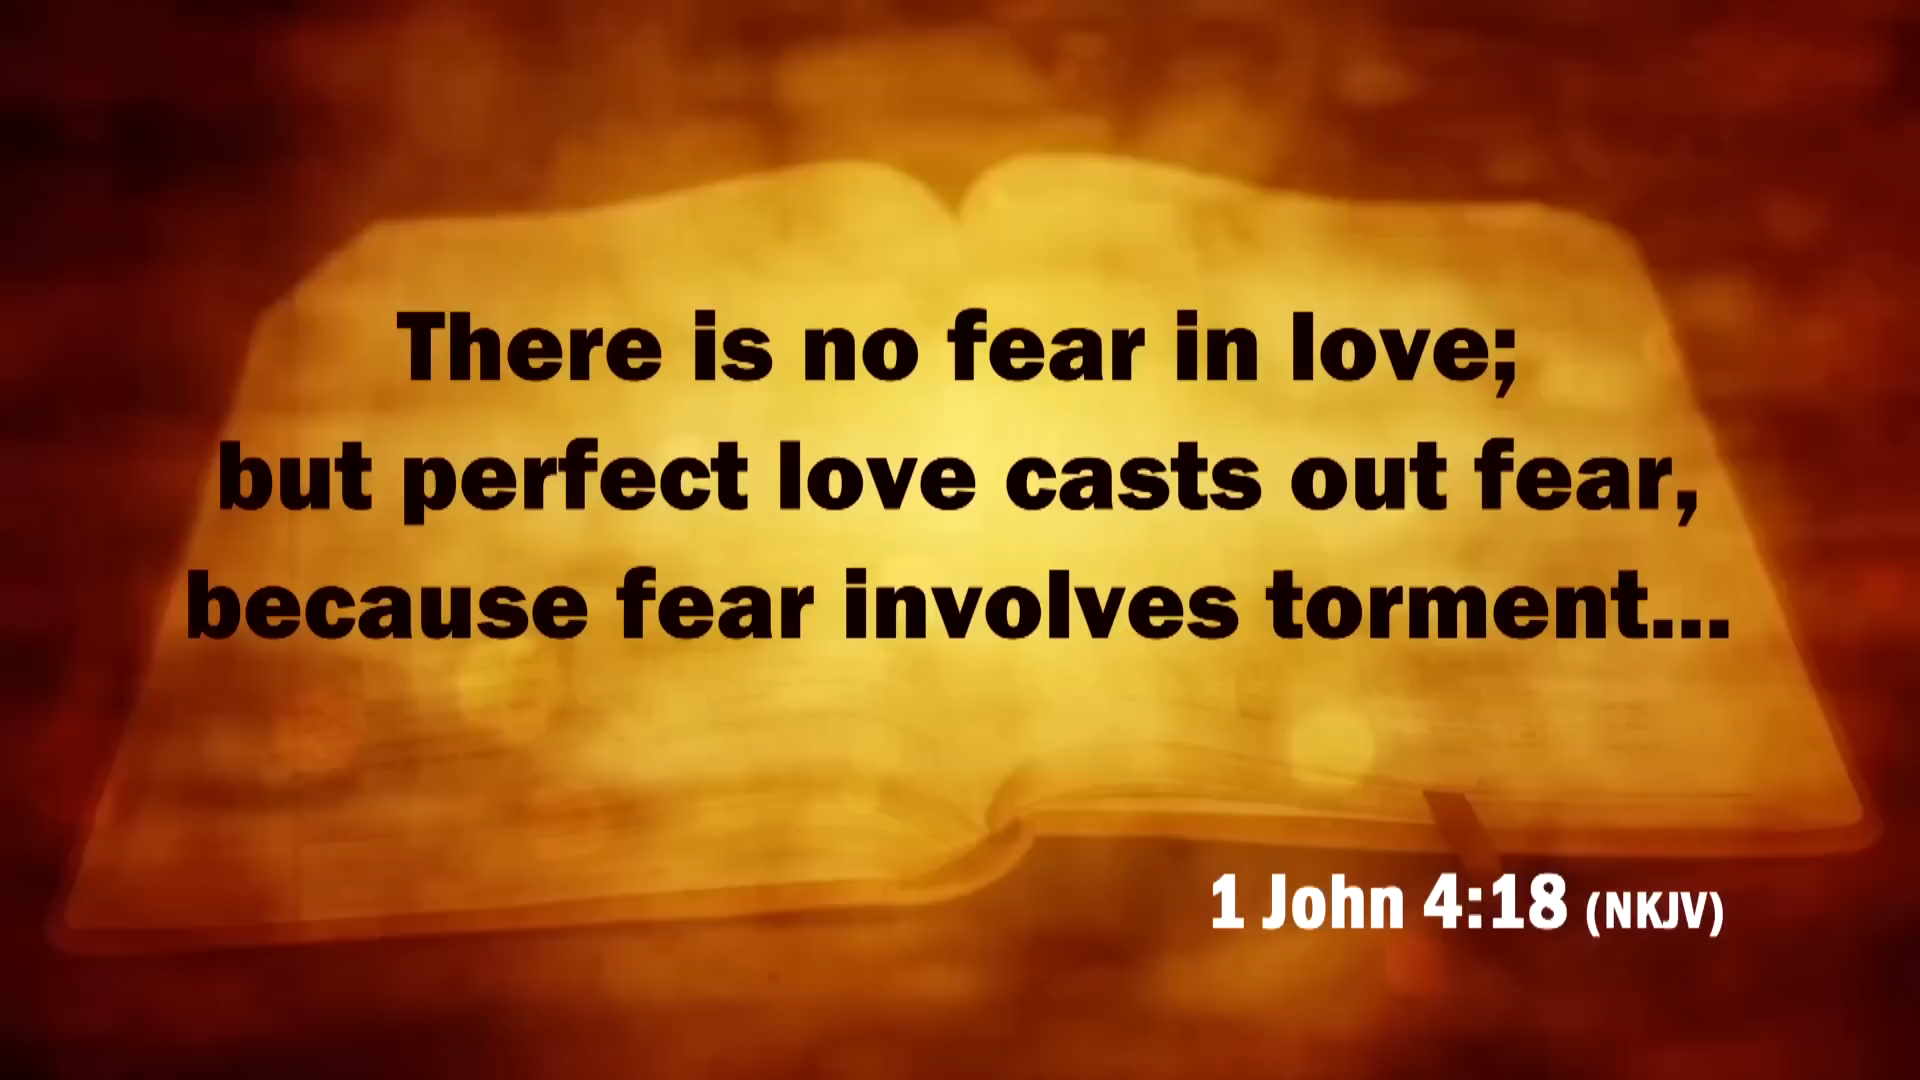 There is no fear in love;
but perfect love casts out fear,
because fear involves torment...
1 John 4:18 (NKJV)